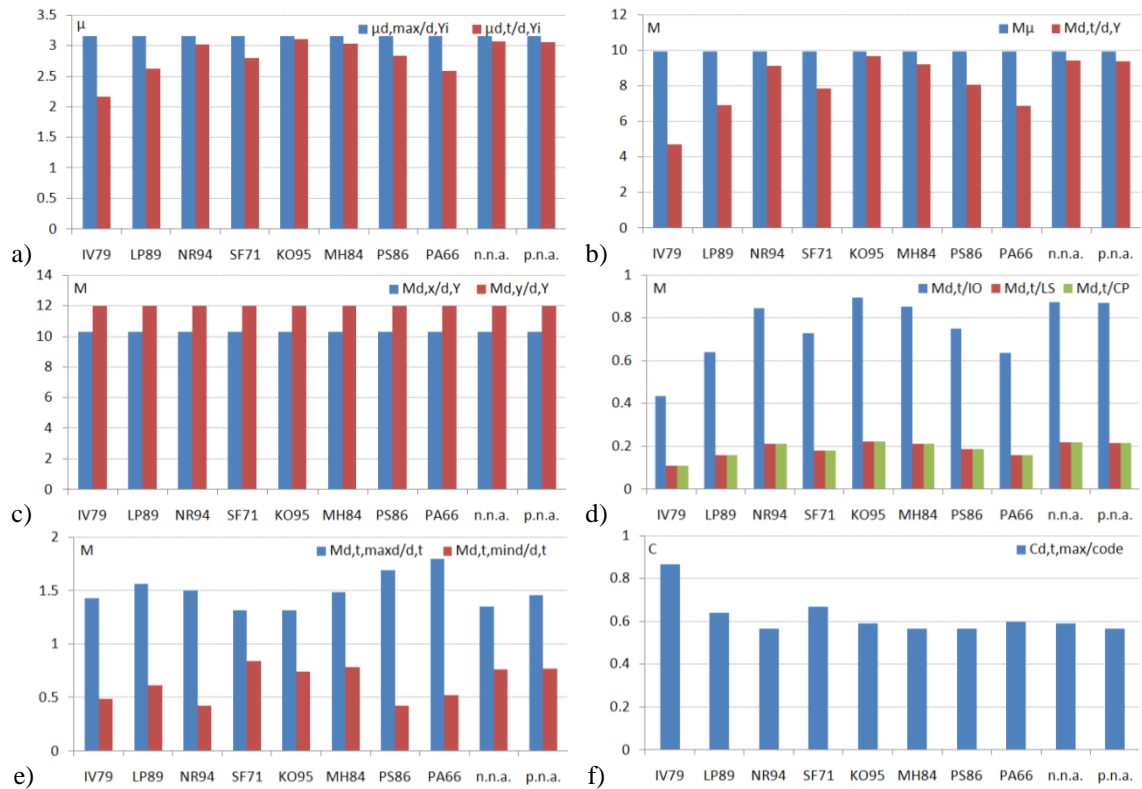 μ
μd,max/d,Yi μd,t/d,Yi
3.5
3
2.5
2
1.5
1
0.5
0
IV79 LP89 NR94 SF71 KO95 MH84 PS86 PA66 n.n.a. p.n.a.
a)
M
Mμ Md,t/d,Y
12
10
8
6
4
2
0
IV79 LP89 NR94 SF71 KO95 MH84 PS86 PA66 n.n.a. p.n.a.
b)
M
Md,x/d,Y Md,y/d,Y
14
12
10
8
6
4
2
0
IV79 LP89 NR94 SF71 KO95 MH84 PS86 PA66 n.n.a. p.n.a.
c)
M
Md,t/IO Md,t/LS Md,t/CP
1
0.8
0.6
0.4
0.2
0
IV79 LP89 NR94 SF71 KO95 MH84 PS86 PA66 n.n.a. p.n.a.
d)
M
Md,t,maxd/d,t Md,t,mind/d,t
2
1.5
1
0.5
0
IV79 LP89 NR94 SF71 KO95 MH84 PS86 PA66 n.n.a. p.n.a.
e)
C
Cd,t,max/code
1
0.8
0.6
0.4
0.2
0
IV79 LP89 NR94 SF71 KO95 MH84 PS86 PA66 n.n.a. p.n.a.
f)